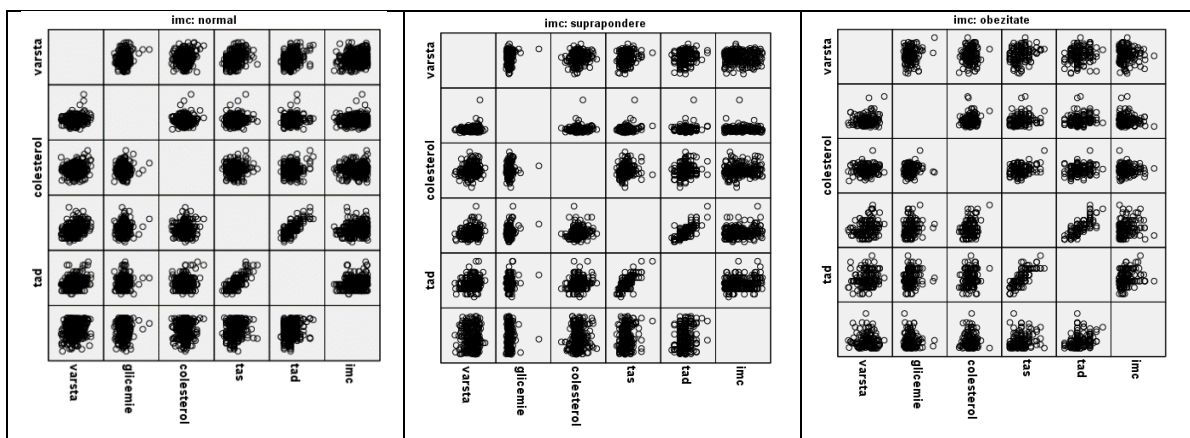 imc: normal
varsta
colesterol
tad
varsta
glicemie
colesterol
tas
tad
imc
imc: suprapondere
varsta
colesterol
tad
varsta
glicemie
colesterol
tas
tad
imc
imc: obezitate
varsta
colesterol
tad
varsta
glicemie
colesterol
tas
tad
imc